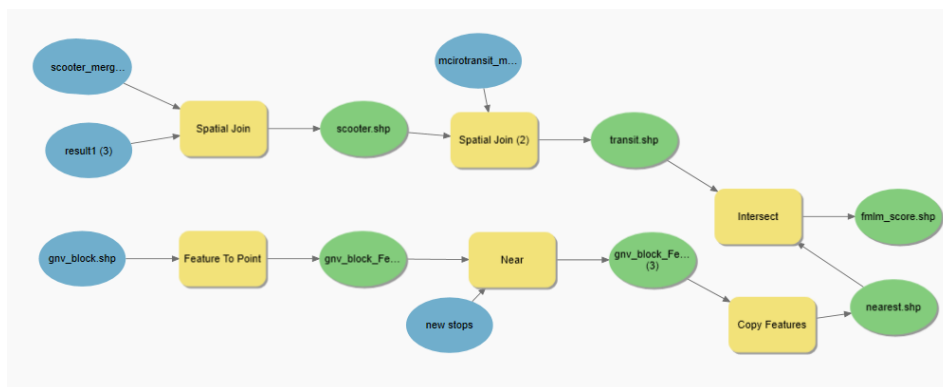 mcirotransit_m...
scooter_merg...
Spatial Join
scooter.shp
Spatial Join (2)
transit.shp
result1 (3)
Intersect
fmlm_score.shp
gnv_block.shp
Feature To Point
gnv_block_Fe...
Near
gnv_block_Fe...
(3)
new stops
Copy Features
nearest.shp